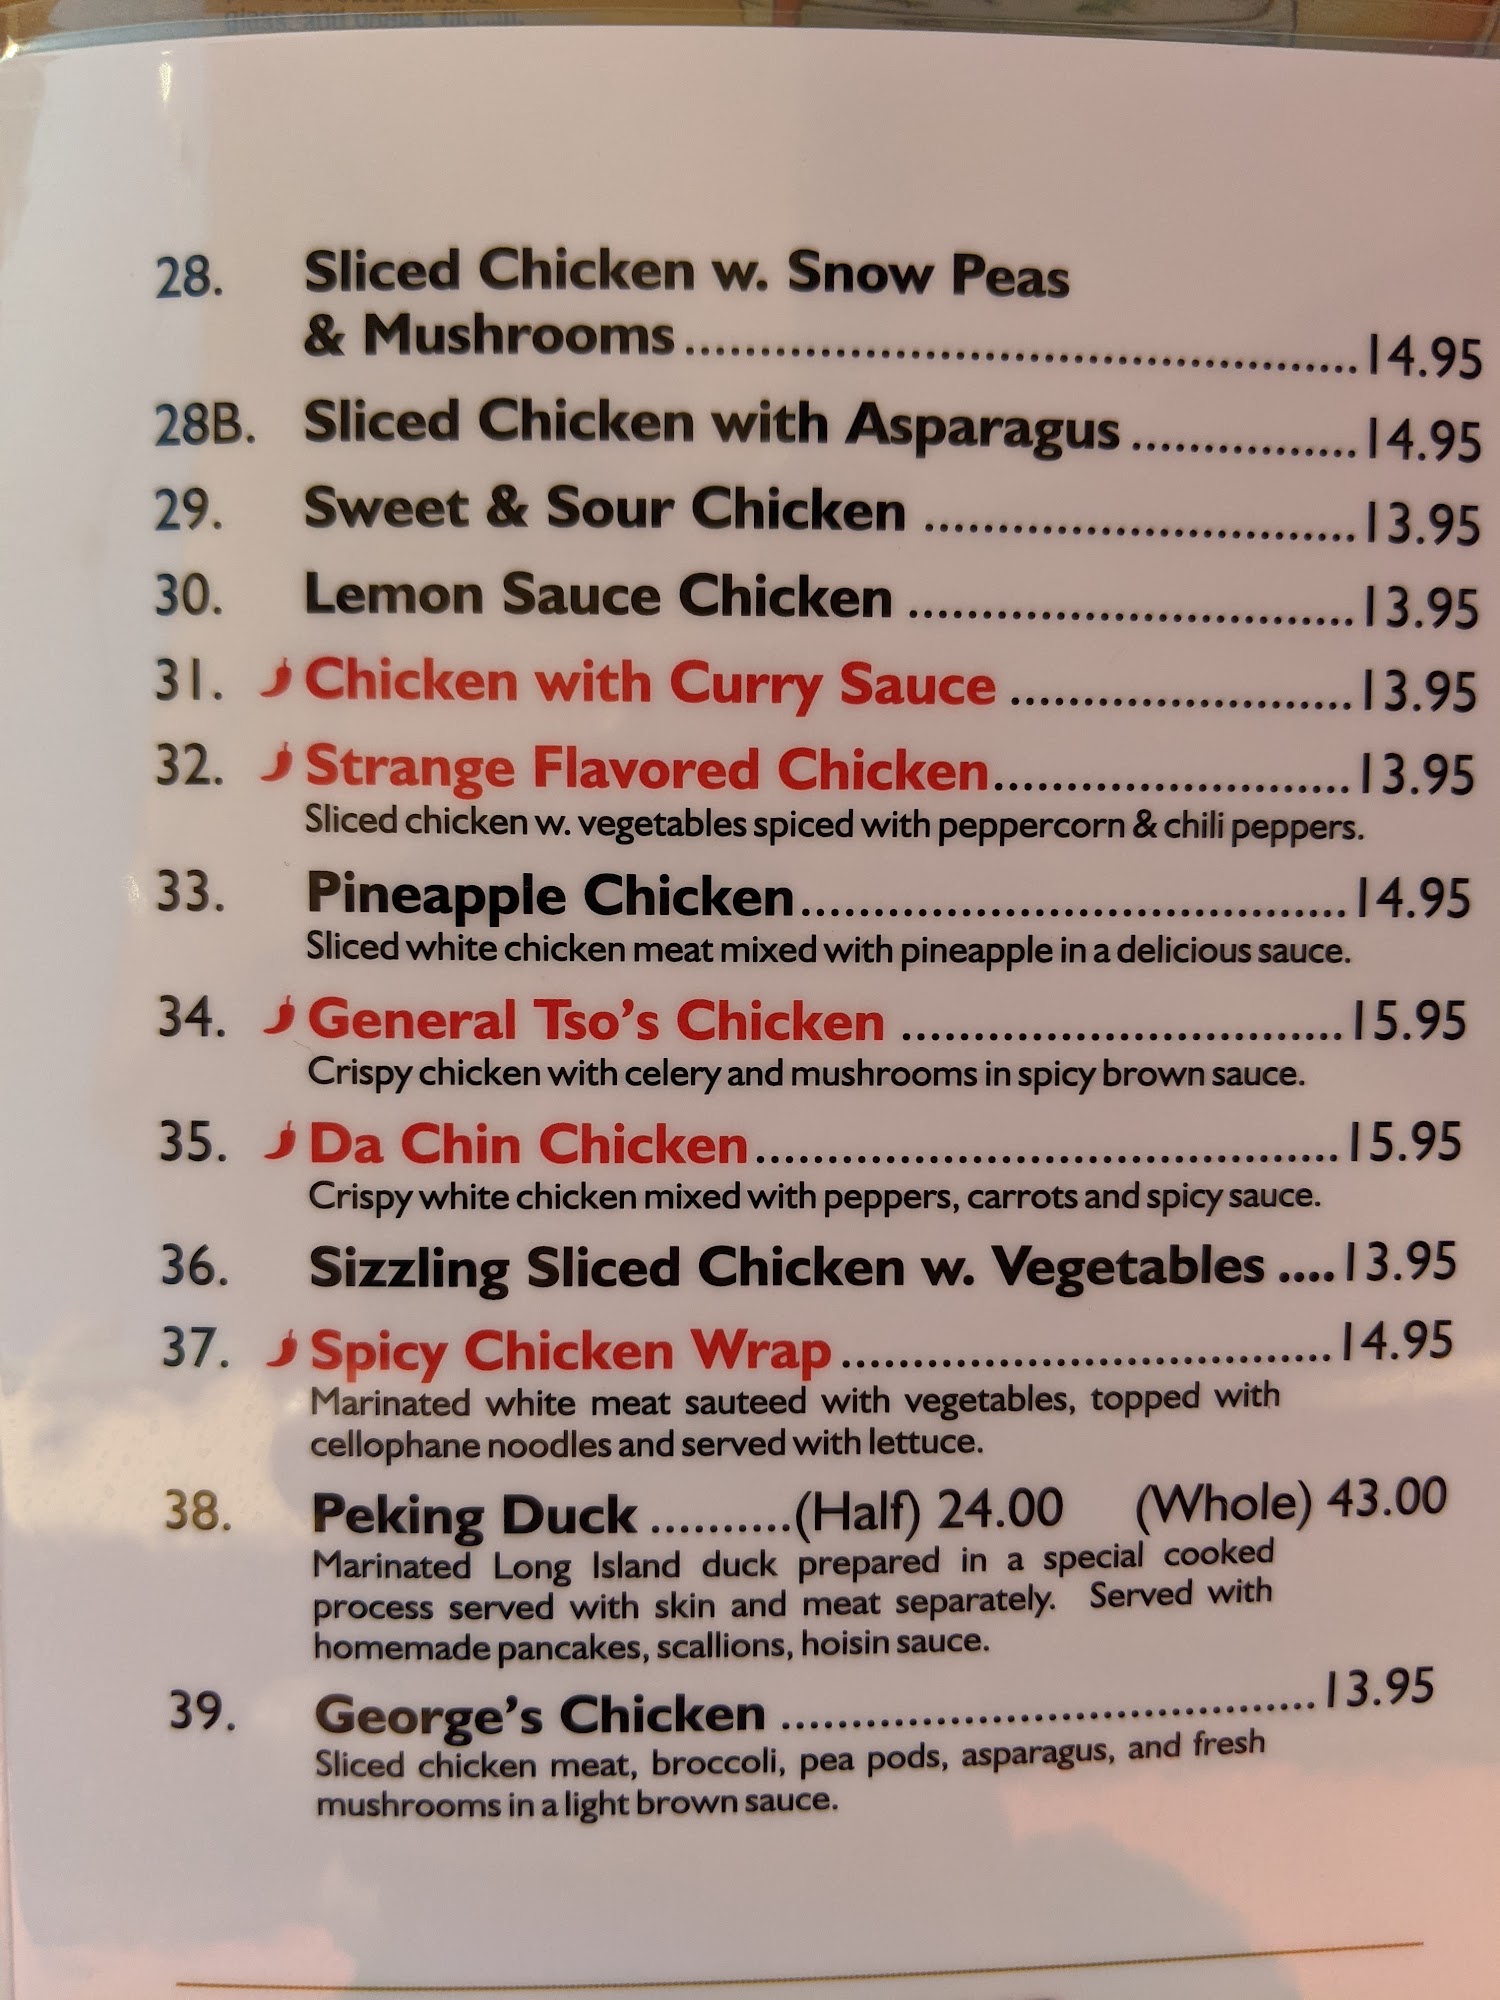 glass, add grape, fill...in.
28. Sliced Chicken w. Snow Peas
& Mushrooms..............................................14.95
28B. Sliced Chicken with Asparagus................14.95
29. Sweet & Sour Chicken ..............................13.95
30. Lemon Sauce Chicken ...............................13.95
31. Chicken with Curry Sauce ........................13.95
32. Strange Flavored Chicken.........................13.95
Sliced chicken w. vegetables spiced with peppercorn & chili peppers.
33. Pineapple Chicken......................................14.95
Sliced white chicken meat mixed with pineapple in a delicious sauce.
34. General Tso's Chicken ...............................15.95
Crispy chicken with celery and mushrooms in spicy brown sauce.
35. Da Chin Chicken.........................................15.95
Crispy white chicken mixed with peppers, carrots and spicy sauce.
36. Sizzling Sliced Chicken w. Vegetables ....13.95
37. Spicy Chicken Wrap..................................14.95
Marinated white meat sauteed with vegetables, topped with
cellophane noodles and served with lettuce.
38. Peking Duck ..........(Half) 24.00 (Whole) 43.00
Marinated Long Island duck prepared in a special cooked
process served with skin and meat separately. Served with
homemade pancakes, scallions, hoisin sauce.
39. George's Chicken .....................................13.95
Sliced chicken meat, broccoli, pea pods, asparagus, and fresh
mushrooms in a light brown sauce.